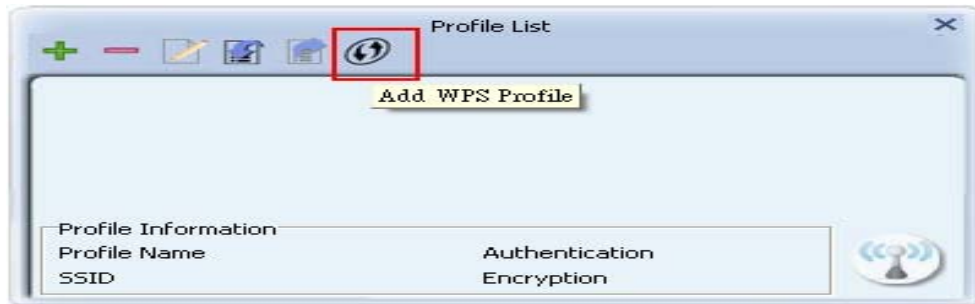 Profile List
Add WPS Profile
Profile Information
Profile Name Authentication
SSID Encryption